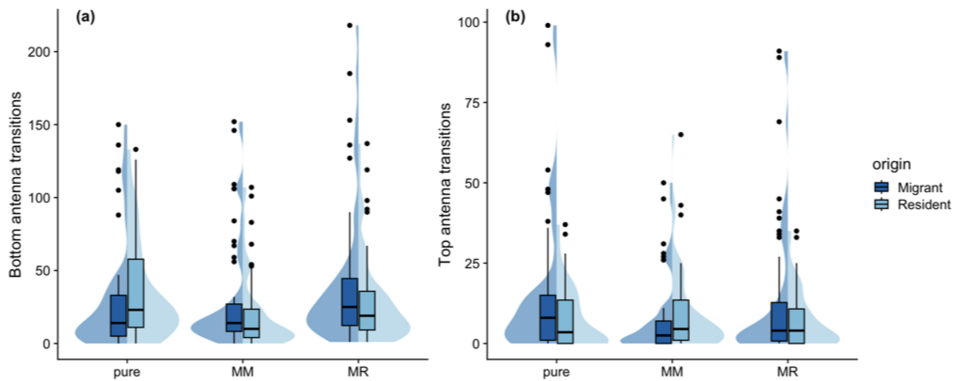 (a)
Bottom antenna transitions
200
150
100
50
0
pure MM MR
(b)
Top antenna transitions
100
75
50
25
0
pure MM MR
origin
Migrant
Resident